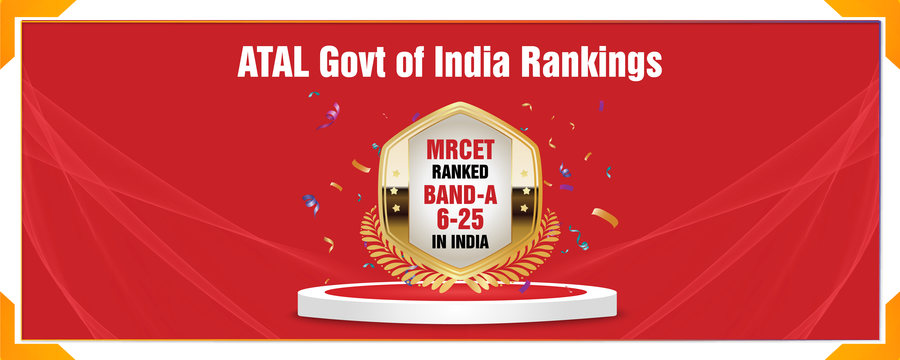 ATAL Govt of India Rankings
MRCET
RANKED
BAND-A
6-25
IN INDIA